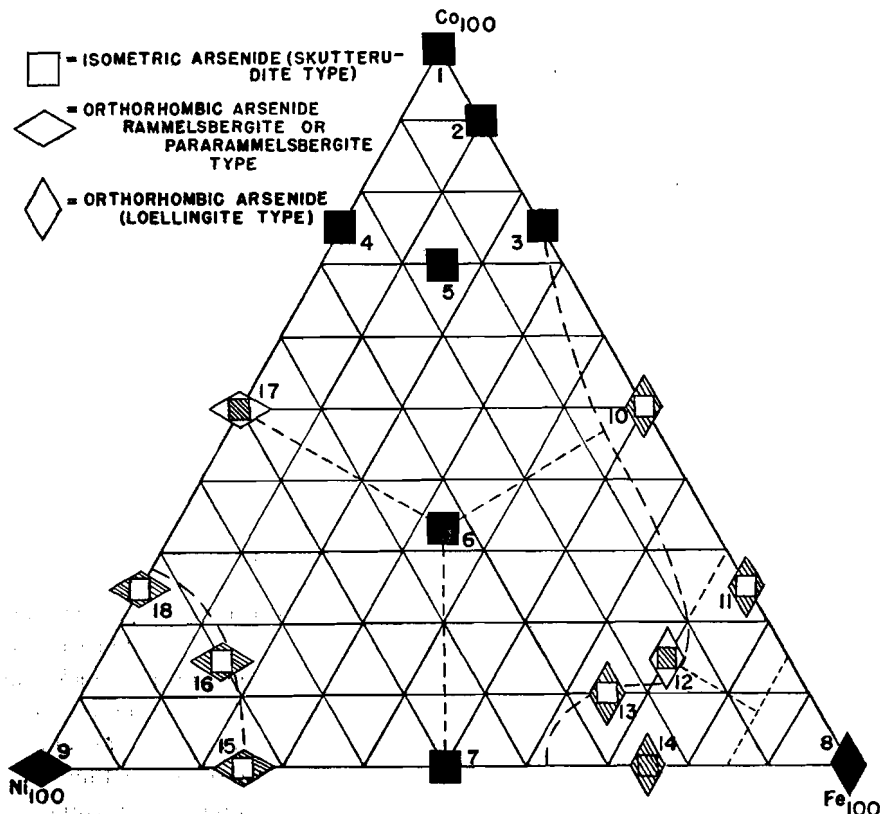 Co100
= ISOMETRIC ARSENIDE (SKUTTERU-
DITE TYPE)
= ORTHORHOMBIC ARSENIDE
RAMMELSBERGITE OR
PARARAMMELSBERGITE
TYPE
= ORTHORHOMBIC ARSENIDE
(LOELLINGITE TYPE)
1
2
4
3
5
17
10
6
18
11
16
12
13
9
15
7
14
8
Ni100
Fe100